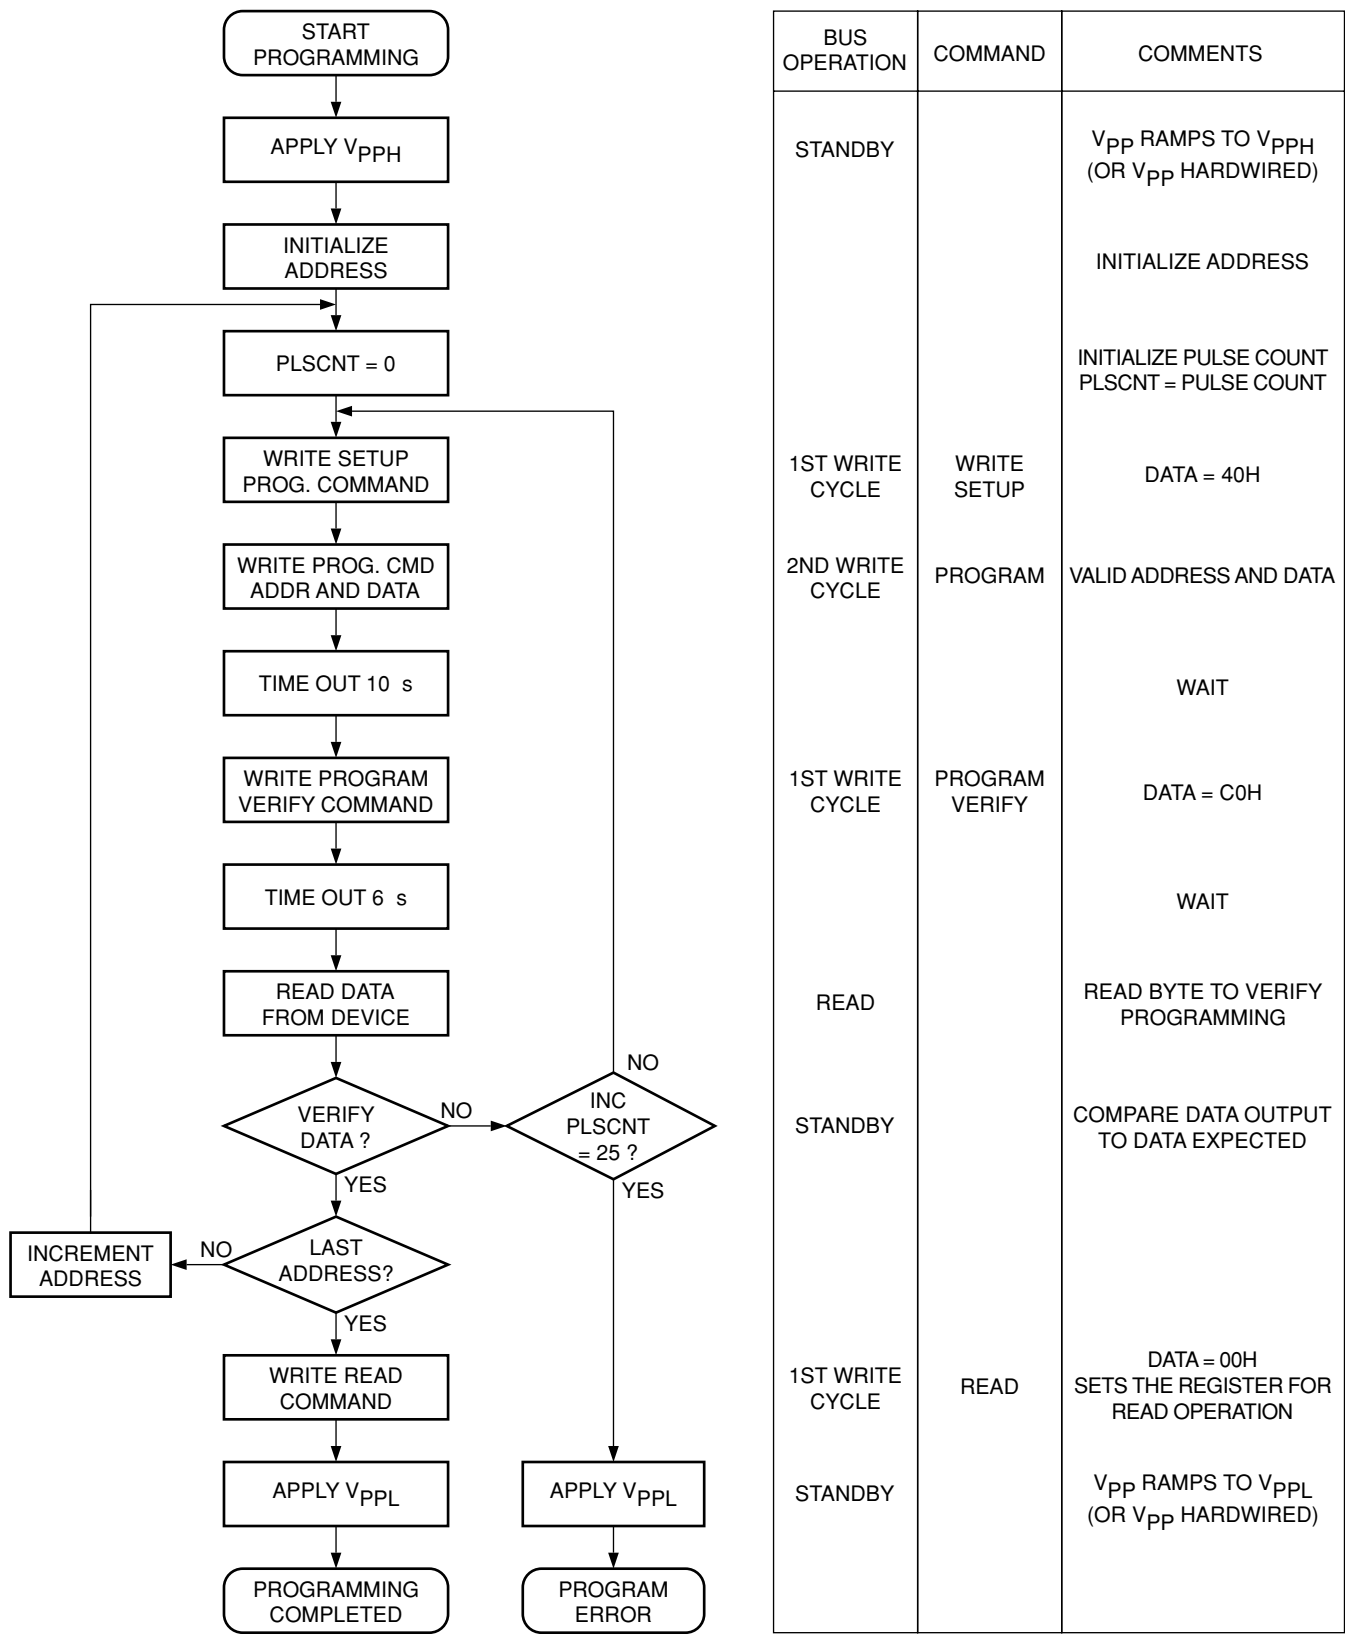 START
PROGRAMMING
APPLY VPPH
INITIALIZE
ADDRESS
PLSCNT = 0
WRITE SETUP
PROG. COMMAND
WRITE PROG. CMD
ADDR AND DATA
TIME OUT 10 s
WRITE PROGRAM
VERIFY COMMAND
TIME OUT 6 s
READ DATA
FROM DEVICE
VERIFY
DATA ?
NO
YES
INC
PLSCNT
= 25 ?
NO
YES
LAST
ADDRESS?
NO
YES
INCREMENT
ADDRESS
WRITE READ
COMMAND
APPLY VPPL
PROGRAMMING
COMPLETED
APPLY VPPL
PROGRAM
ERROR
BUS
OPERATION
COMMAND
COMMENTS
STANDBY
VPP RAMPS TO VPPH
(OR VPP HARDWIRED)
INITIALIZE ADDRESS
INITIALIZE PULSE COUNT
PLSCNT = PULSE COUNT
1ST WRITE
CYCLE
WRITE
SETUP
DATA = 40H
2ND WRITE
CYCLE
PROGRAM
VALID ADDRESS AND DATA
WAIT
1ST WRITE
CYCLE
PROGRAM
VERIFY
DATA = C0H
WAIT
READ
READ BYTE TO VERIFY
PROGRAMMING
STANDBY
COMPARE DATA OUTPUT
TO DATA EXPECTED
1ST WRITE
CYCLE
READ
DATA = 00H
SETS THE REGISTER FOR
READ OPERATION
STANDBY
VPP RAMPS TO VPPL
(OR VPP HARDWIRED)